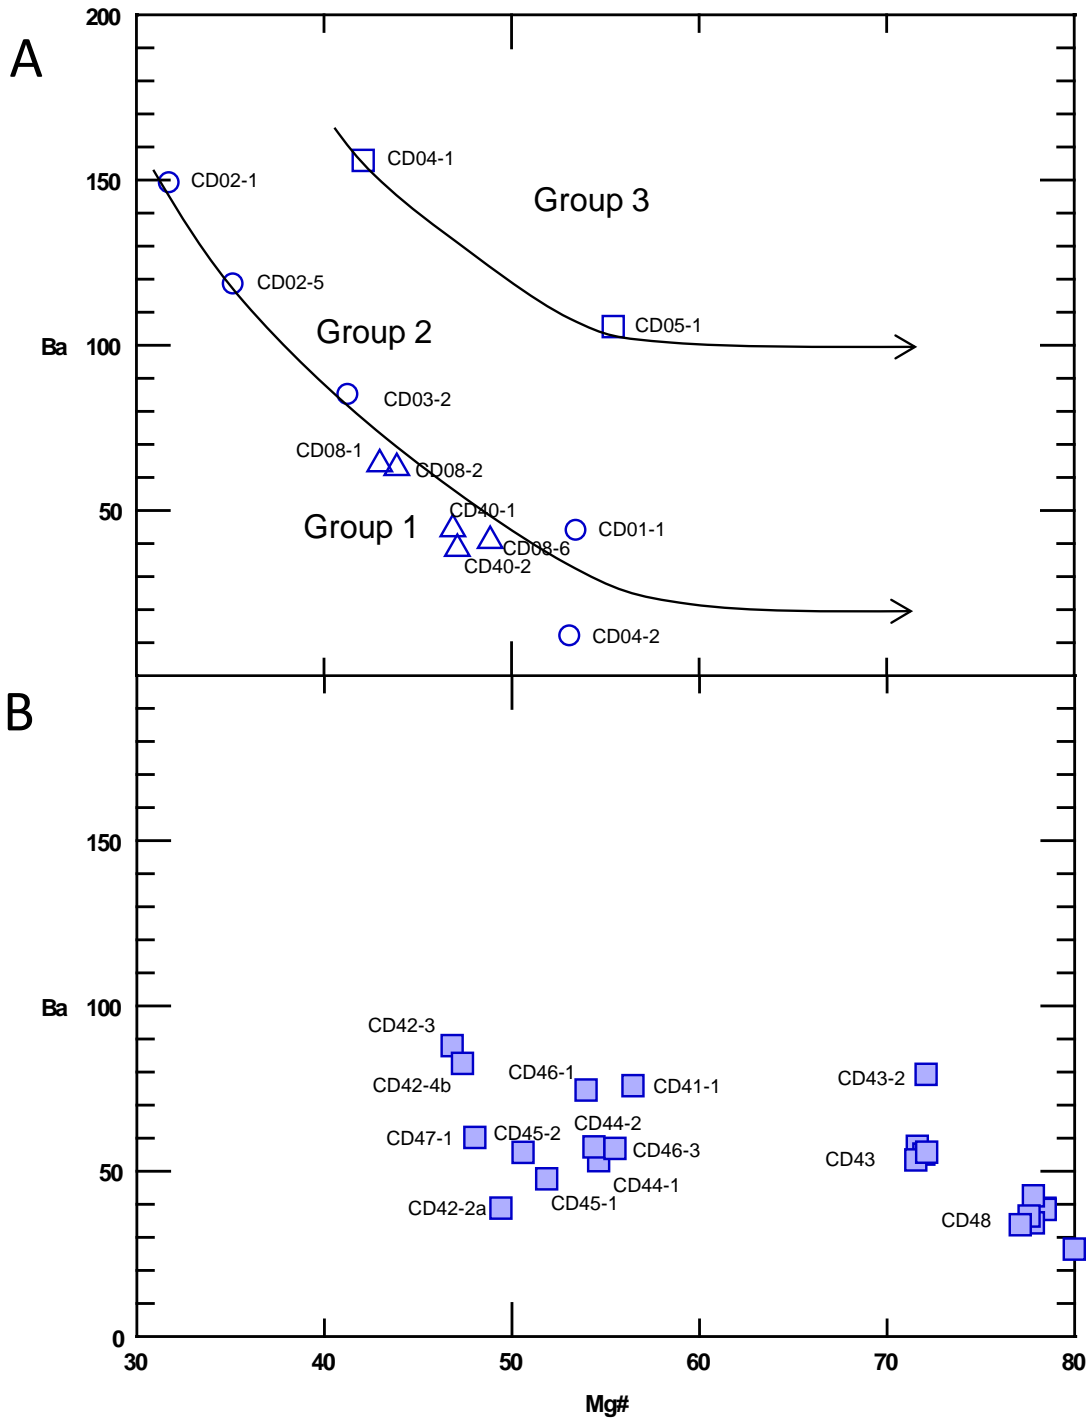 200
A
CD04-1
CD02-1
150
Group 3
CD02-5
Group 2
CD05-1
Ba
100
CD03-2
CD08-1
CD08-2
50
CD40-1
Group 1
CD01-1
CD08-6
CD40-2
CD04-2
B
150
Ba
100
CD42-3
CD46-1
CD43-2
CD42-4b
CD41-1
CD44-2
CD47-1
CD45-2
CD46-3
CD43
50
CD44-1
CD45-1
CD42-2a
CD48
0
30 40 50 60 70 80
Mg#